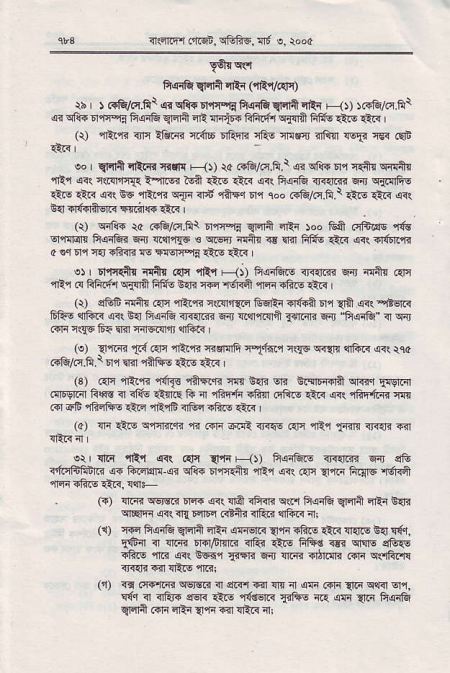 ৭৮৪ বাংলাদেশ গেজেট, অতিরিক্ত, মার্চ ৩, ২০০৫
তৃতীয় অংশ
সিএনজি জ্বালানী লাইন (পাইপ/হোস)
২৯। ১ কেজি/সে.মি২ এর অধিক চাপসম্পন্ন সিএনজি জ্বালানী লাইন।—(১) ১কেজি/সে.মি২
এর অধিক চাপসম্পন্ন সিএনজি জ্বালানী লাই মানসূচক বিনির্দেশ অনুযায়ী নির্মিত হইতে হইবে।
(২) পাইপের ব্যাস ইঞ্জিনের সর্বোচ্চ চাহিদার সহিত সামঞ্জস্য রাখিয়া যতদূর সম্ভব ছোট
হইবে।
৩০। জ্বালানী লাইনের সরঞ্জাম।—(১) ২৫ কেজি/সে.মি.২ এর অধিক চাপ সহনীয় অনমনীয়
পাইপ এবং সংযোগসমূহ ইস্পাতের তৈরী হইতে হইবে এবং সিএনজি ব্যবহারের জন্য অনুমোদিত
হইতে হইবে এবং উক্ত পাইপের অন্যূন বার্স্ট পরীক্ষণ চাপ ৭০০ কেজি/সে.মি.২ হইতে হইবে এবং
উহা কার্যকারীভাবে ক্ষয়রোধক হইবে।
(২) অনধিক ২৫ কেজি/সে.মি.২ চাপসম্পন্ন সিএনজি জ্বালানী লাইন ১০০ ডিগ্রী সেন্টিগ্রেড পর্যন্ত
তাপমাত্রায় সিএনজির জন্য যথোপযুক্ত ও অভেদ্য নমনীয় বস্তু দ্বারা নির্মিত হইবে এবং কার্যচাপের
৫ গুণ চাপ সহ্য করিবার মত ক্ষমতাসম্পন্ন হইতে হইবে।
৩১। চাপসহনীয় নমনীয় হোস পাইপ।—(১) সিএনজিতে ব্যবহারের জন্য নমনীয় হোস
পাইপ যে বিনির্দেশ অনুযায়ী নির্মিত উহার সকল শর্তাবলী পালন করিতে হইবে।
(২) প্রতিটি নমনীয় হোস পাইপের সংযোগস্থলে ডিজাইন কার্যকরী চাপ স্থায়ী এবং স্পষ্টভাবে
চিহ্নিত থাকিবে এবং উহা সিএনজি ব্যবহারের জন্য যথোপযোগী বুঝানোর জন্য “সিএনজি” বা অন্য
কোন সংযুক্ত চিহ্ন দ্বারা সনাক্তযোগ্য থাকিবে।
(৩) স্থাপনের পূর্বে হোস পাইপের সরঞ্জামাদি সম্পূর্ণরূপে সংযুক্ত অবস্থায় থাকিবে এবং ২৭৫
কেজি/সে.মি.২ চাপ দ্বারা পরীক্ষিত হইতে হইবে।
(৪) হোস পাইপের পর্যাবৃত্ত পরীক্ষণের সময় উহার তার উন্মোচনকারী আবরণ দুমড়ানো
মোচড়ানো বিধ্বস্ত বা বর্ধিত হইয়াছে কি না পরিদর্শন করিয়া দেখিতে হইবে এবং পরিদর্শনের সময়
কো ত্রুটি পরিলক্ষিত হইলে পাইপটি বাতিল করিতে হইবে।
(৫) যান হইতে অপসারণের পর কোন ক্রমেই ব্যবহৃত হোস পাইপ পুনরায় ব্যবহার করা
যাইবে না।
৩২। যানে পাইপ এবং হোস স্থাপন।—(১) সিএনজিতে ব্যবহারের জন্য প্রতি
বর্গসেন্টিমিটারে এক কিলোগ্রাম-এর অধিক চাপসহনীয় পাইপ এবং হোস স্থাপনে নিম্নোক্ত শর্তাবলী
পালন করিতে হইবে, যথাঃ—
(ক) যানের অভ্যন্তরে চালক এবং যাত্রী বসিবার অংশে সিএনজি জ্বালানী লাইন উহার
আচ্ছাদন এবং বায়ু চলাচল বেষ্টনীর বাহিরে থাকিবে না;
(খ) সকল সিএনজি জ্বালানী লাইন এমনভাবে স্থাপন করিতে হইবে যাহাতে উহা ঘর্ষণ,
দুর্ঘটনা বা যানের চাকা/টায়ারে বাহির হইতে নিক্ষিপ্ত বস্তুর আঘাত প্রতিহত
করিতে পারে এবং উক্তরূপ সুরক্ষার জন্য যানের কাঠামোর কোন অংশবিশেষ
ব্যবহার করা যাইতে পারে;
(গ) বক্স সেকশনের অভ্যন্তরে বা প্রবেশ করা যায় না এমন কোন স্থানে অথবা তাপ,
ঘর্ষণ বা বাহ্যিক প্রভাব হইতে পর্যপ্তভাবে সুরক্ষিত নহে এমন স্থানে সিএনজি
জ্বালানী কোন লাইন স্থাপন করা যাইবে না;